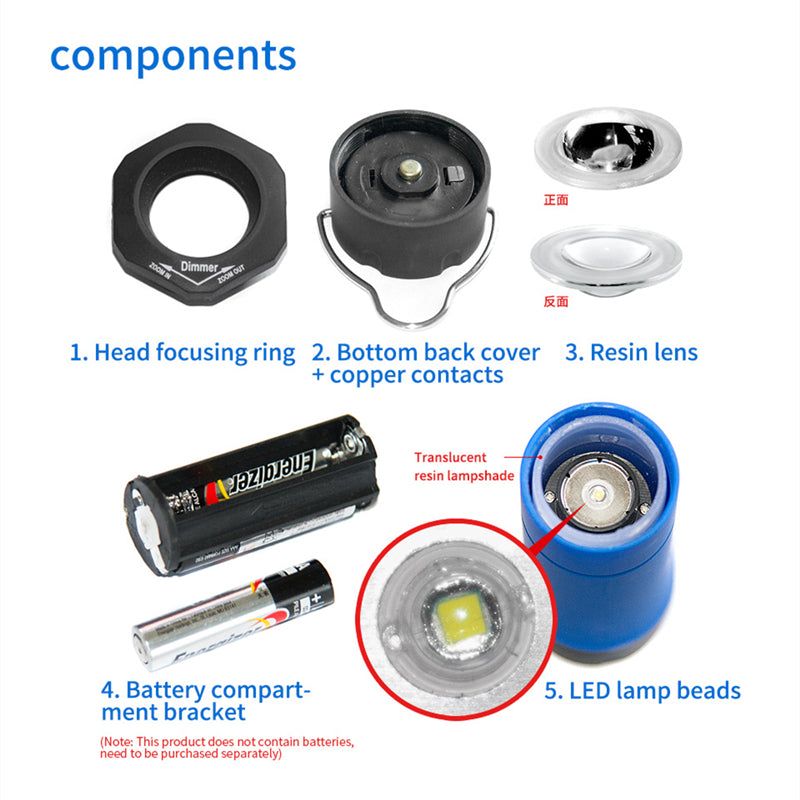 components
Dimmer
ZOOM IN
ZOOM OUT
正面
反面
1. Head focusing ring
2. Bottom back cover
+ copper contacts
3. Resin lens
Energizer
Translucent
resin lampshade
Energizer
4. Battery compart-
ment bracket
5. LED lamp beads
(Note: This product does not contain batteries,
need to be purchased separately)